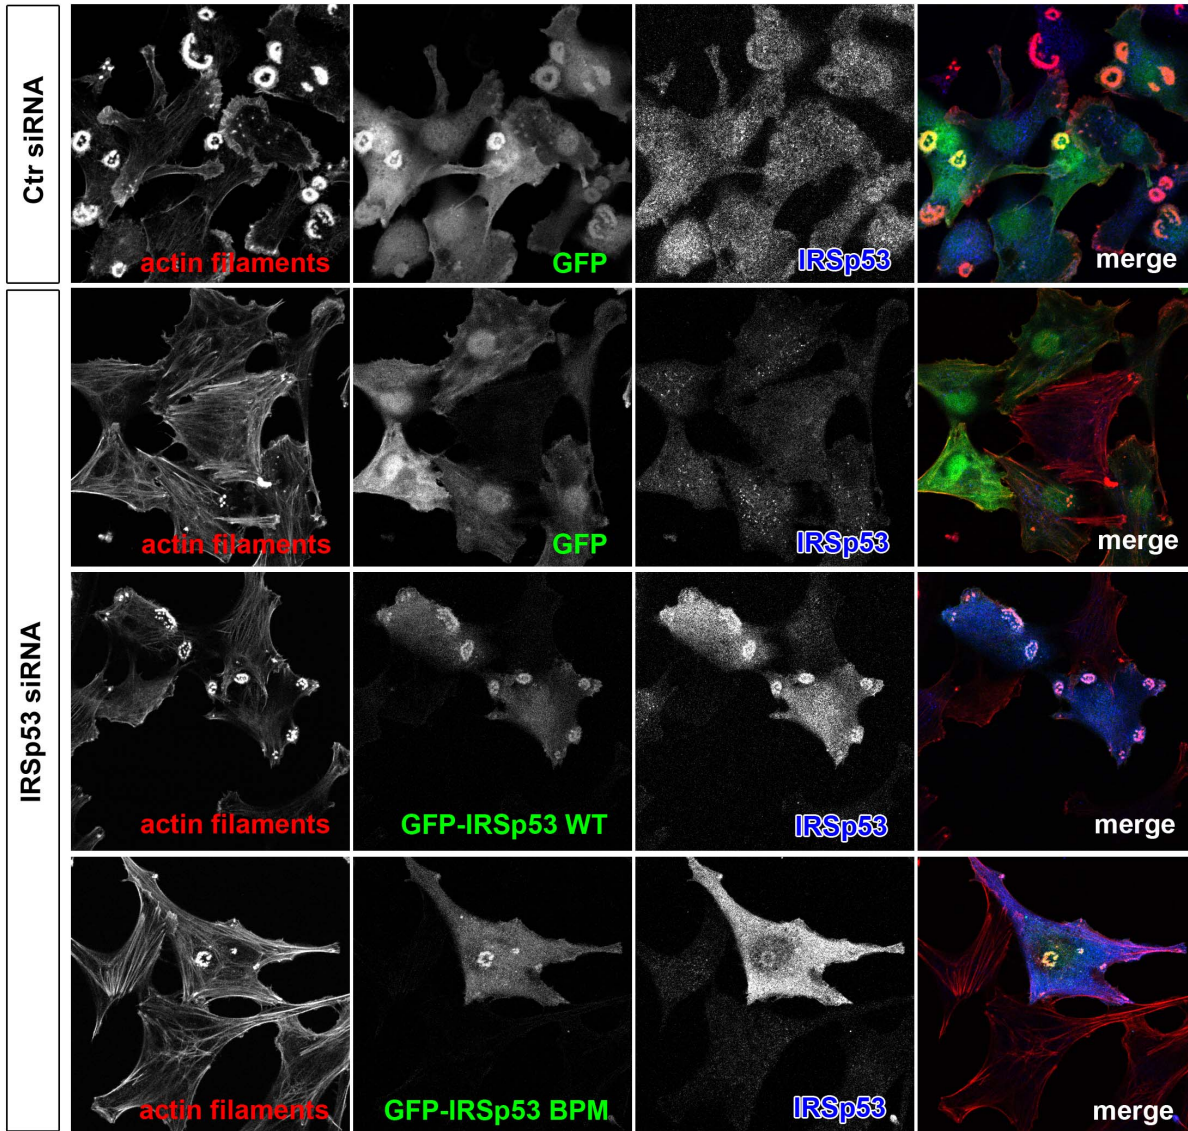 Ctr siRNA
actin filaments
GFP
IRSp53
merge
IRSp53 siRNA
actin filaments
GFP
IRSp53
merge
actin filaments
GFP-IRSp53 WT
IRSp53
merge
actin filaments
GFP-IRSp53 BPM
IRSp53
merge